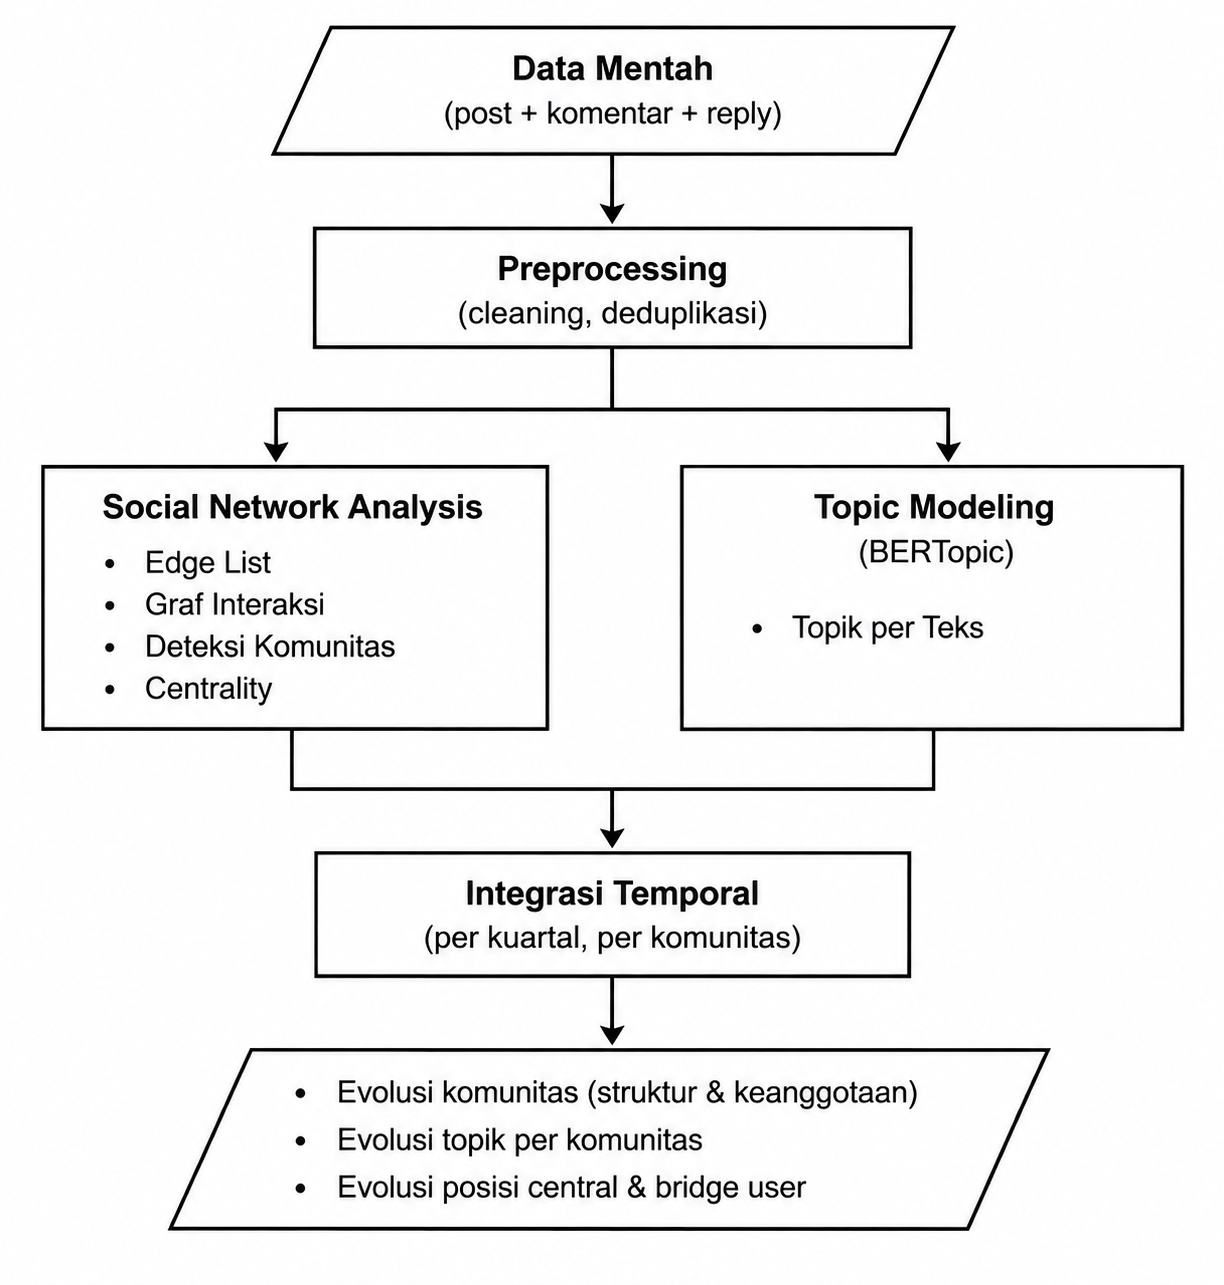 Data Mentah
(post + komentar + reply)
Preprocessing
(cleaning, deduplikasi)
Social Network Analysis
• Edge List
• Graf Interaksi
• Deteksi Komunitas
• Centrality
Topic Modeling
(BERTopic)
• Topik per Teks
Integrasi Temporal
(per kuartal, per komunitas)
• Evolusi komunitas (struktur & keanggotaan)
• Evolusi topik per komunitas
• Evolusi posisi central & bridge user